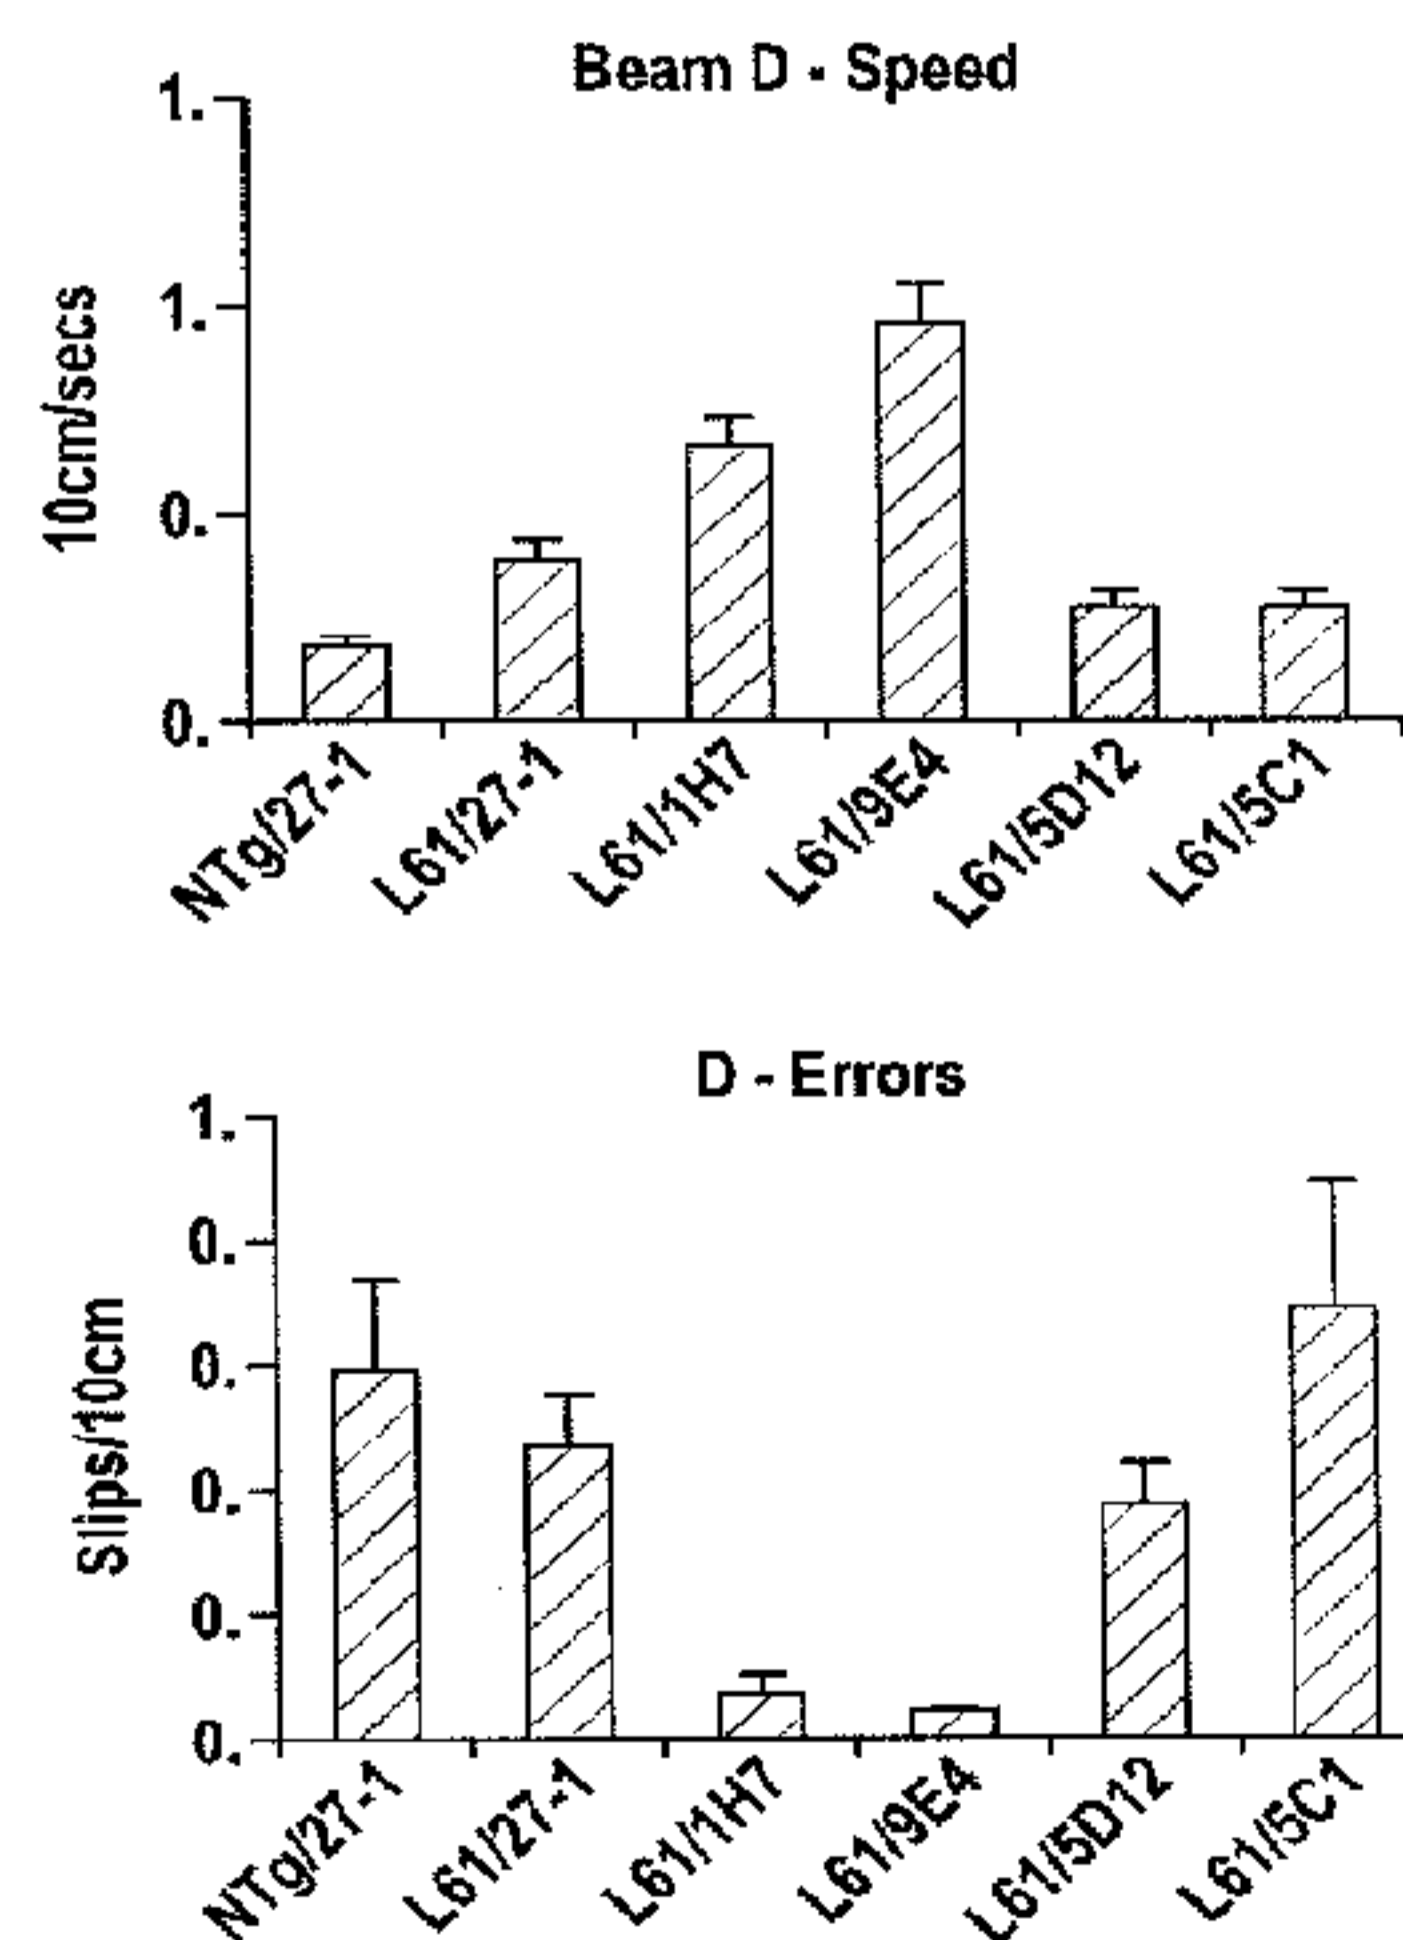 Beam D - Speed
10cm/secs
1.
1.
0.
0.
NTg/27-1
L61/27-1
L61/1H7
L61/9E4
L61/5D12
L61/5C1
D - Errors
Slips/10cm
1.
0.
0.
0.
0.
0.
NTg/27-1
L61/27-1
L61/1H7
L61/9E4
L61/5D12
L61/5C1